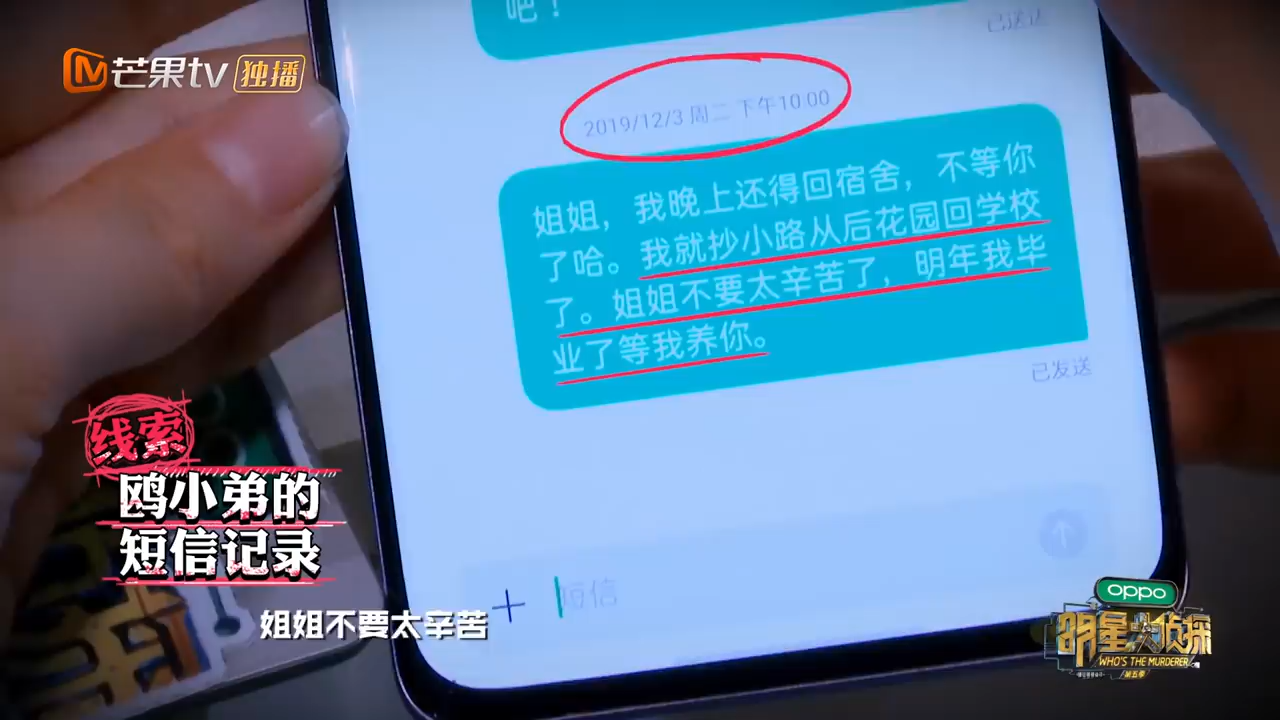 吧！
已送达
芒果tv 独播
2019/12/3 周二 下午10:00
姐姐，我晚上还得回宿舍，不等你
了哈。我就抄小路从后花园回学校
了。姐姐不要太辛苦了，明年我毕
业了等我养你。
已发送
线索
鸥小弟的
短信记录
短信
姐姐不要太辛苦
oppo
明星大侦探
WHO'S THE MURDERER
第五季